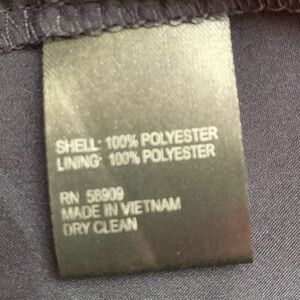 SHELL: 100% POLYESTER
LINING: 100% POLYESTER
RN 58909
MADE IN VIETNAM
DRY CLEAN